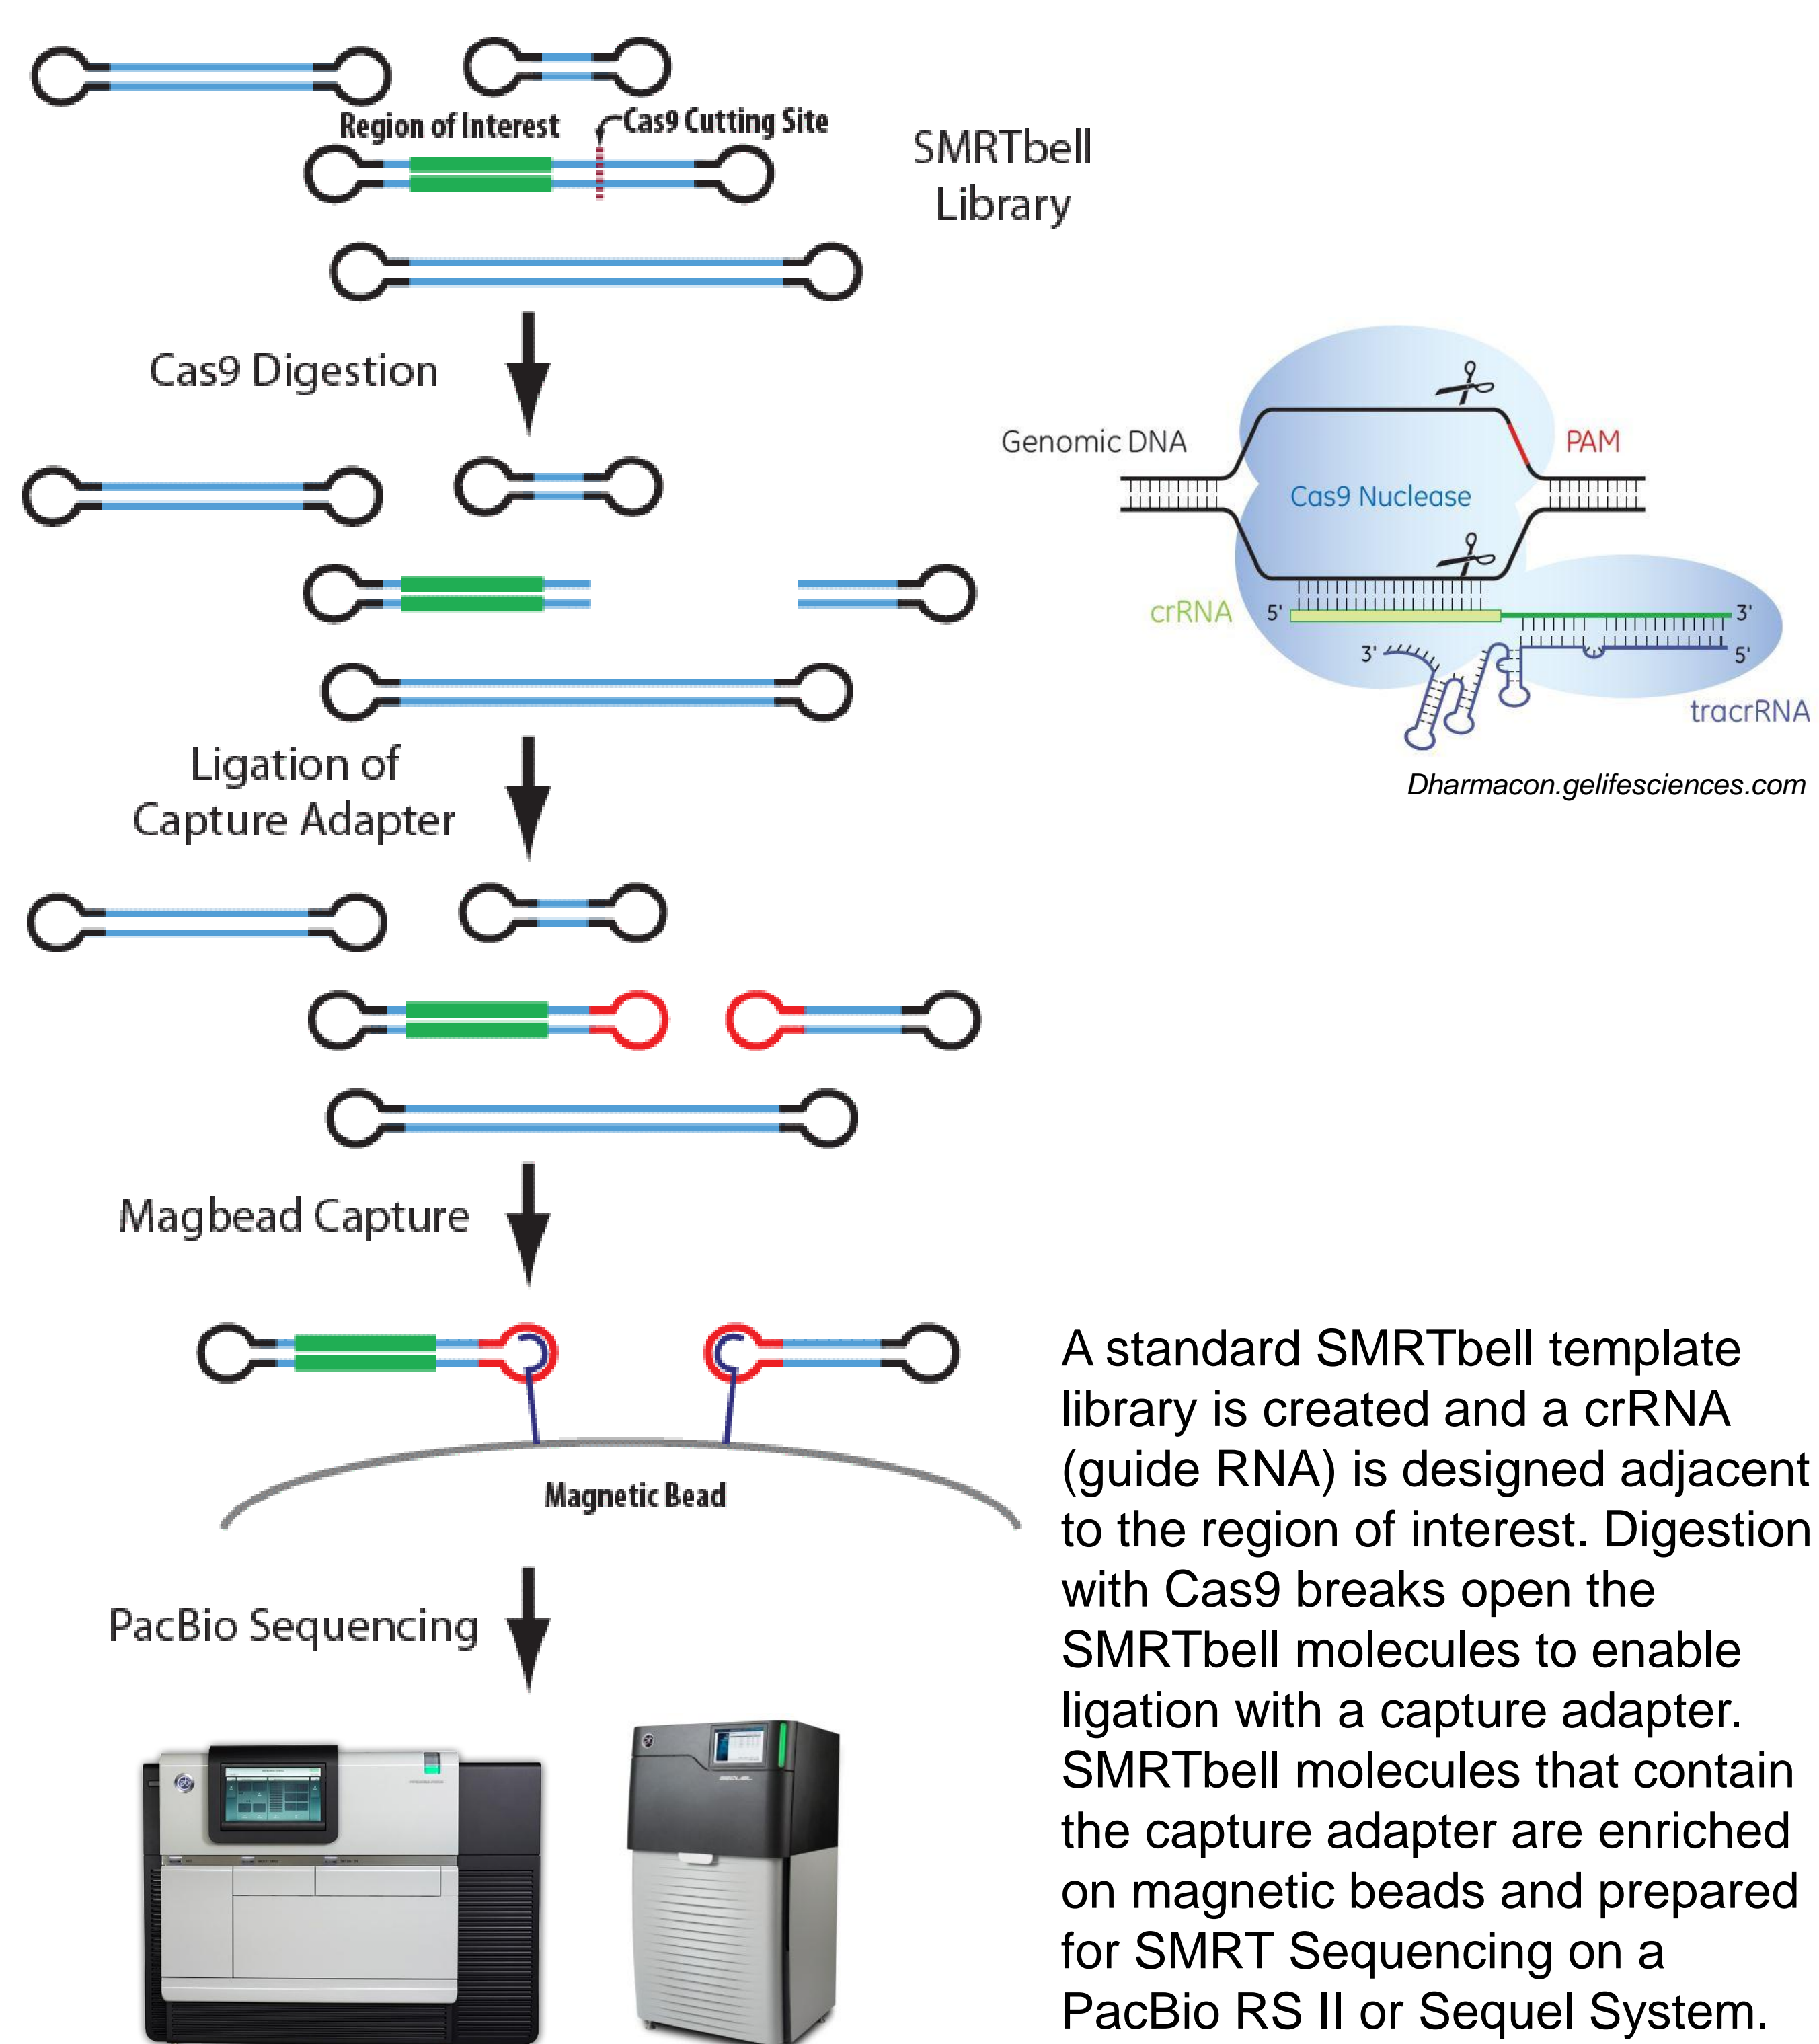 Region of Interest
Cas9 Cutting Site
SMRTbell
Library
Cas9 Digestion
Genomic DNA
PAM
Cas9 Nuclease
crRNA
5'
3'
3'
5'
tracrRNA
Dharmacon.gelifesciences.com
Ligation of
Capture Adapter
Magbead Capture
Magnetic Bead
PacBio Sequencing
SEQUEL
A standard SMRTbell template
library is created and a crRNA
(guide RNA) is designed adjacent
to the region of interest. Digestion
with Cas9 breaks open the
SMRTbell molecules to enable
ligation with a capture adapter.
SMRTbell molecules that contain
the capture adapter are enriched
on magnetic beads and prepared
for SMRT Sequencing on a
PacBio RS II or Sequel System.